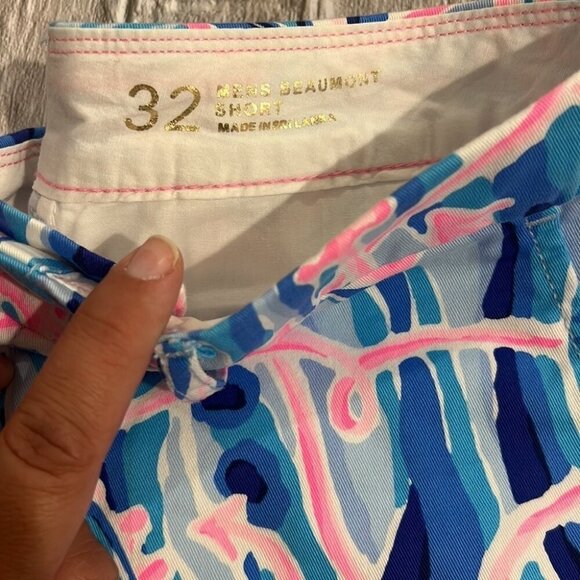 32
MENS BEAUMONT
SHORT
MADE IN SRI LANKA